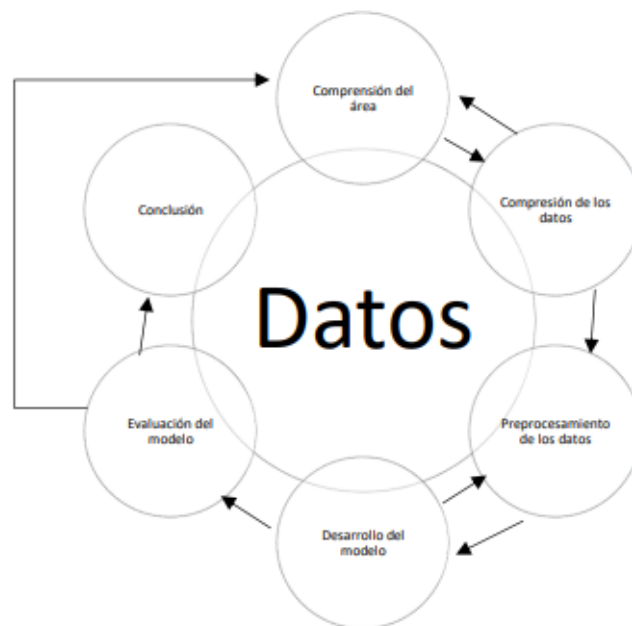 Comprensión del
área
Compresión de los
datos
Conclusión
Datos
Evaluación del
modelo
Preprocesamiento
de los datos
Desarrollo del
modelo